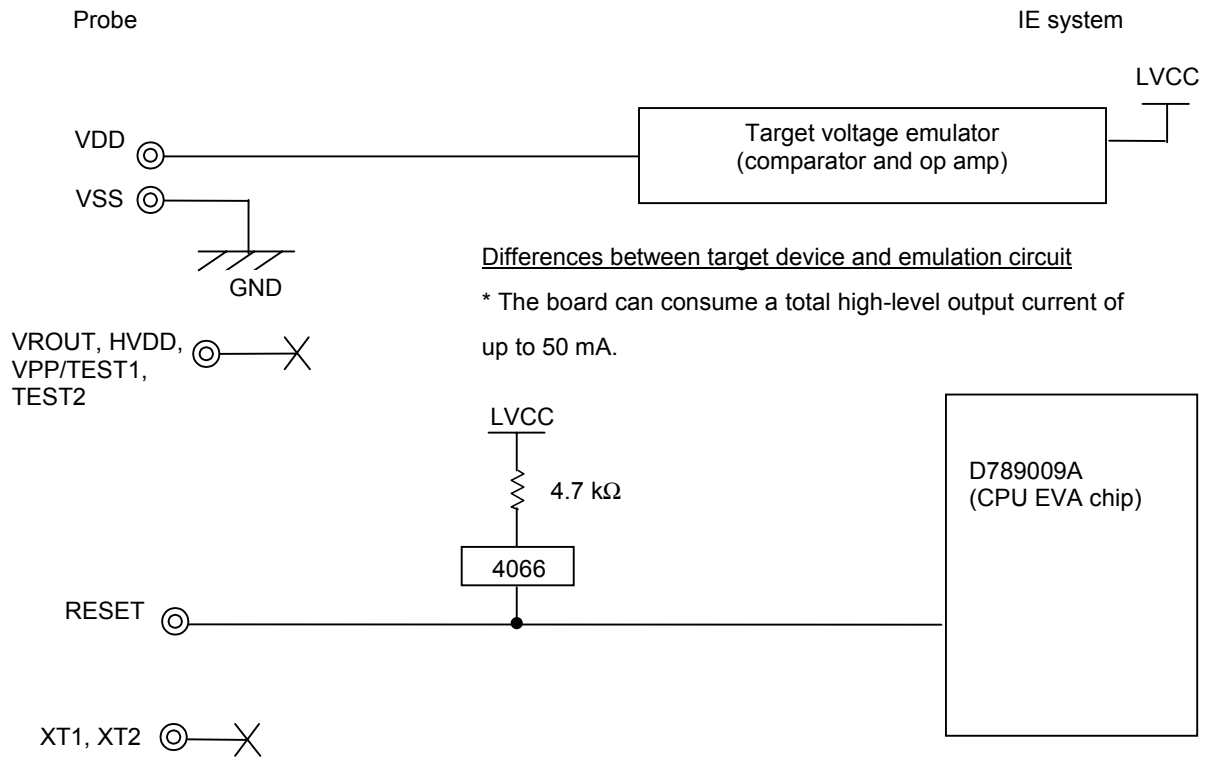 Probe
IE system
LVCC
VDD
Target voltage emulator
(comparator and op amp)
VSS
GND
Differences between target device and emulation circuit
* The board can consume a total high-level output current of
up to 50 mA.
VROUT, HVDD,
VPP/TEST1,
TEST2
LVCC
4.7 kΩ
4066
D789009A
(CPU EVA chip)
RESET
XT1, XT2